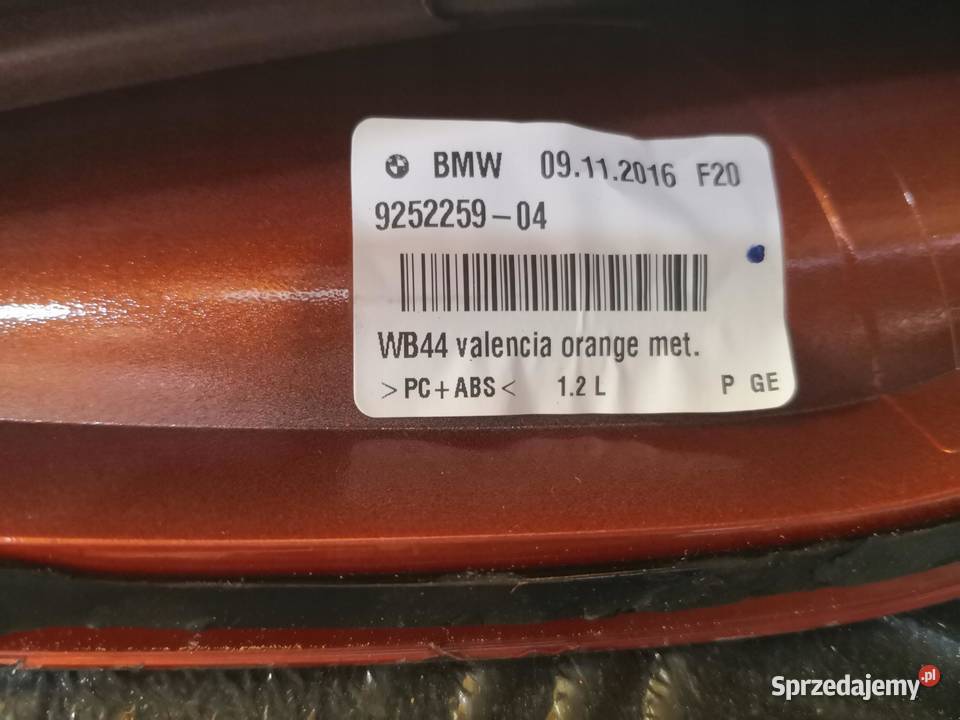 BMW 09.11.2016 F20
9252259-04
WB44 valencia orange met.
>PC+ABS< 1.2 L P GE
Sprzedajemy.pl